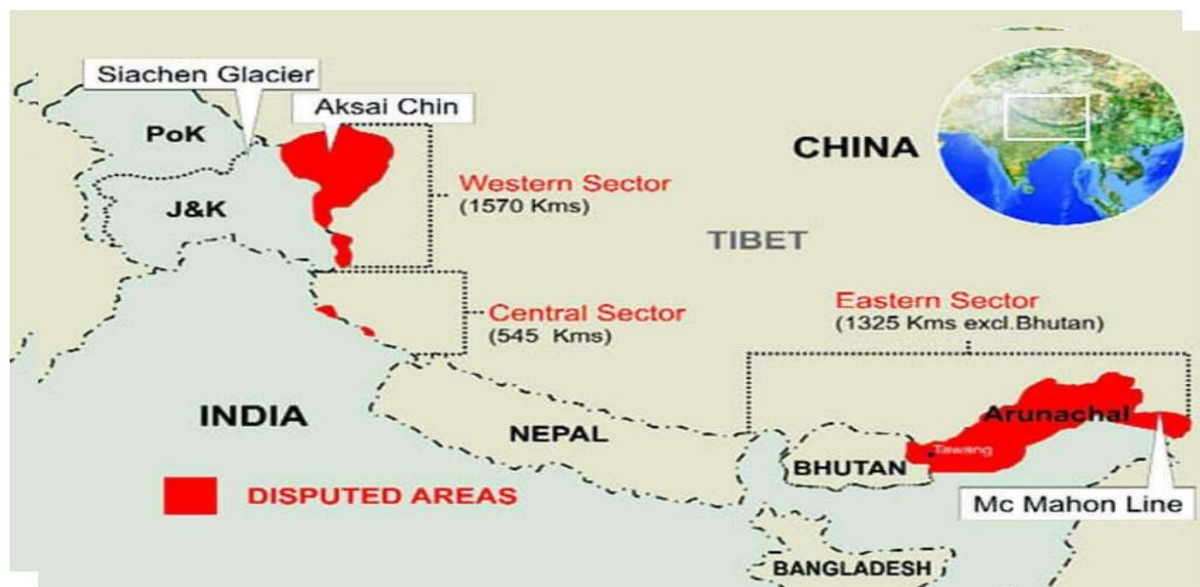 Siachen Glacier
Aksai Chin
PoK
CHINA
Western Sector
(1570 Kms)
J&K
TIBET
Central Sector
(545 Kms)
Eastern Sector
(1325 Kms excl.Bhutan)
INDIA
NEPAL
Arunachal
Tawang
BHUTAN
DISPUTED AREAS
Mc Mahon Line
BANGLADESH